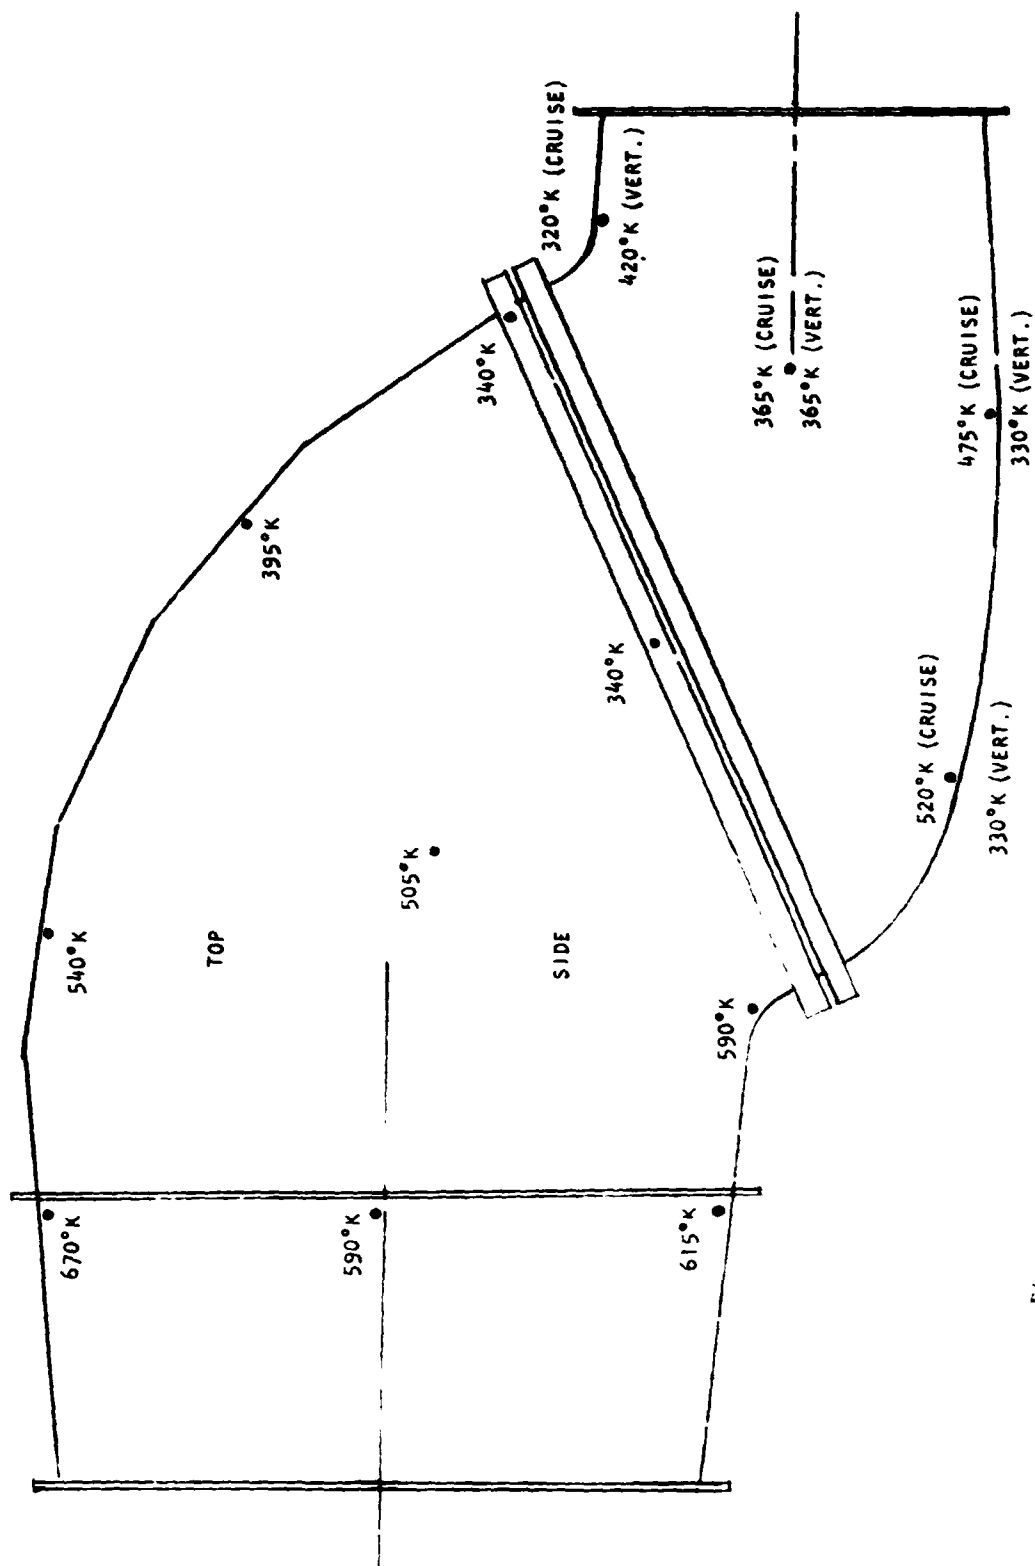 670°K
590°K
615°K
540°K
TOP
505°K
SIDE
590°K
395°K
340°K
340°K
320°K (CRUISE)
420°K (VERT.)
365°K (CRUISE)
365°K (VERT.)
475°K (CRUISE)
330°K (VERT.)
520°K (CRUISE)
330°K (VERT.)